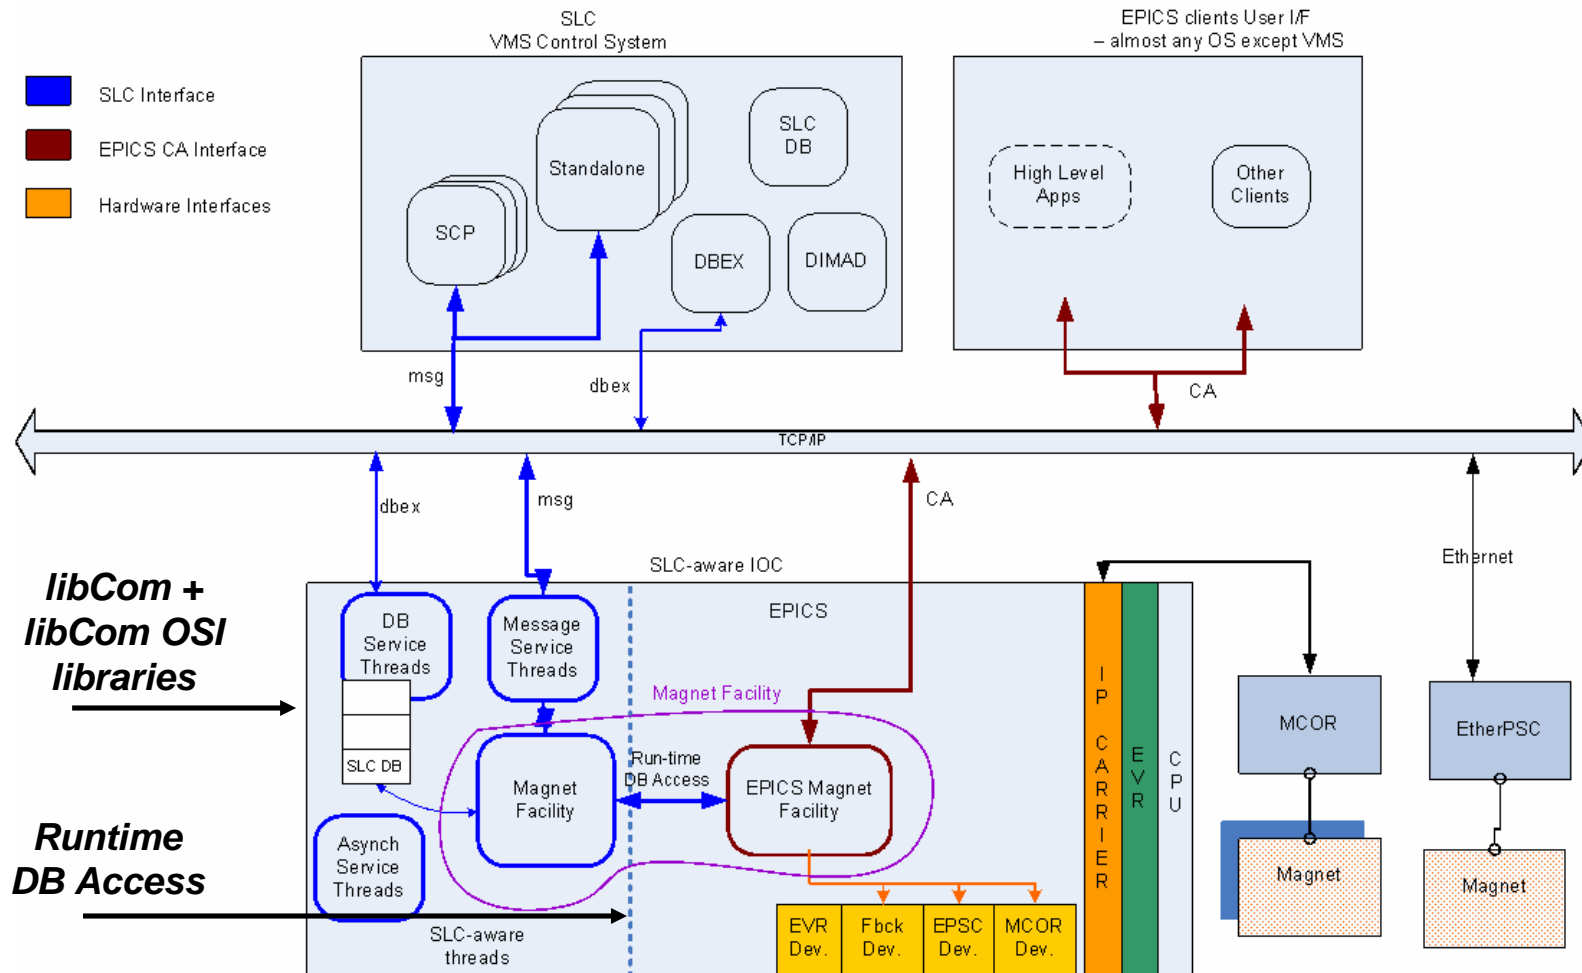 SLC
VMS Control System
EPICS clients User I/F
– almost any OS except VMS
SLC Interface
EPICS CA Interface
Hardware Interfaces
SCP
Standalone
SLC
DB
DBEX
DIMAD
High Level
Apps
Other
Clients
msg
dbex
CA
TCP/IP
dbex
msg
CA
Ethernet
SLC-aware IOC
EPICS
libCom +
libCom OSI
libraries
DB
Service
Threads
Message
Service
Threads
SLC DB
Magnet Facility
Magnet
Facility
Run-time
DB Access
EPICS Magnet
Facility
Asynch
Service
Threads
Runtime
DB Access
SLC-aware
threads
EVR
Dev.
Fbck
Dev.
EPSC
Dev.
MCOR
Dev.
IP CARRIER
EVR
CPU
MCOR
EtherPSC
Magnet
Magnet